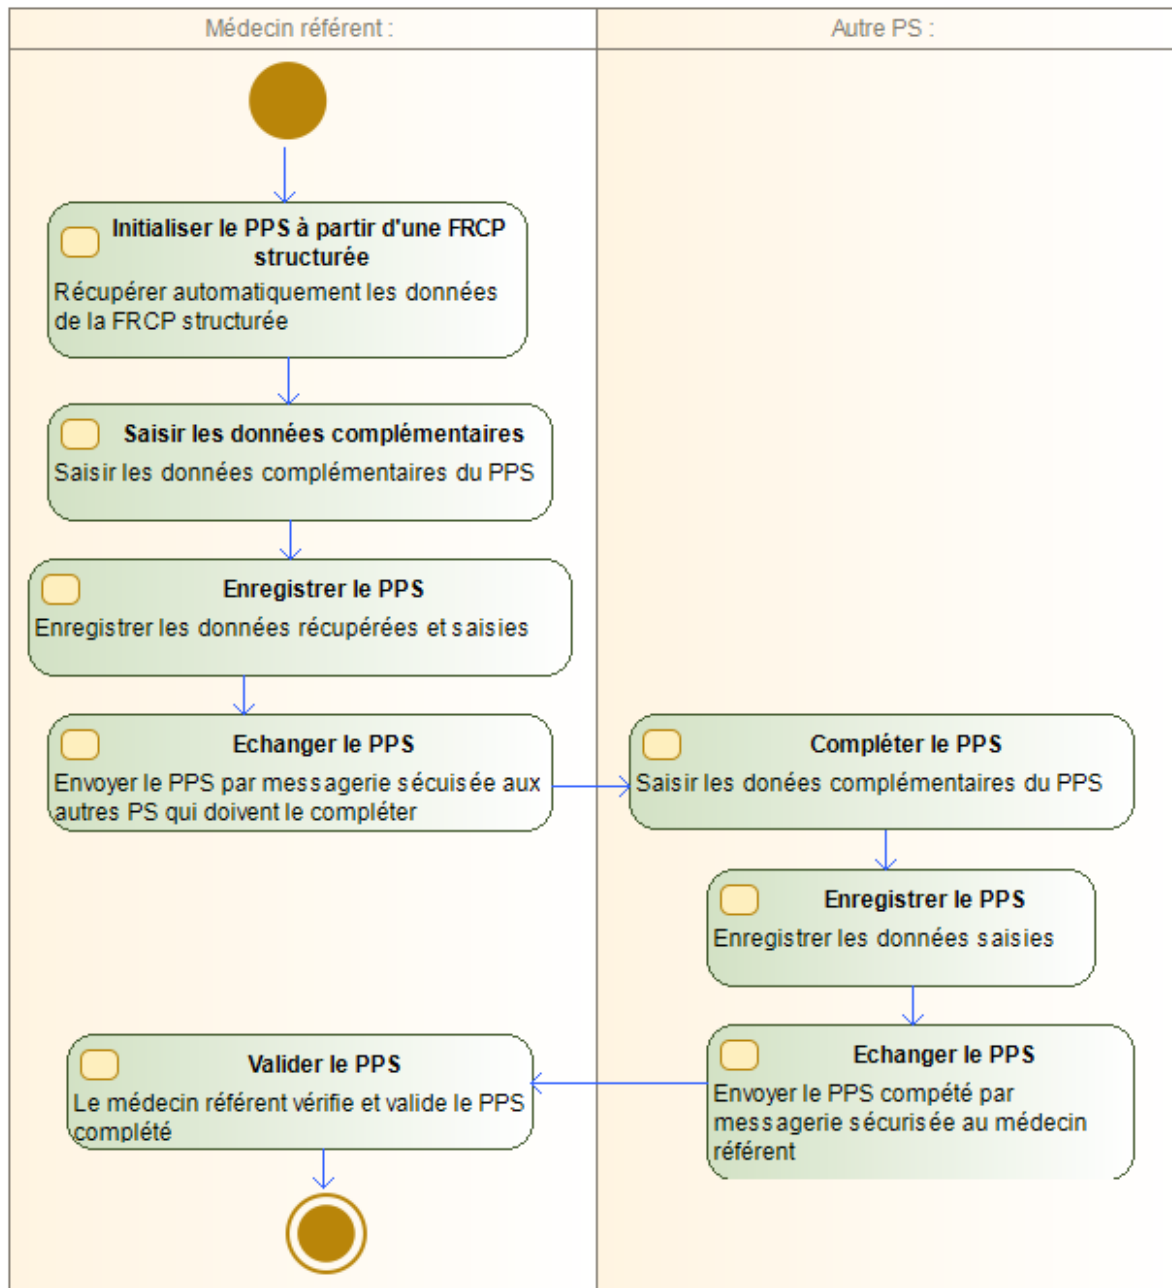 Médecin référent :
Autre PS :
Initialiser le PPS à partir d'une FRCP
structurée
Récupérer automatiquement les données
de la FRCP structurée
Saisir les données complémentaires
Saisir les données complémentaires du PPS
Enregistrer le PPS
Enregistrer les données récupérées et saisies
Echanger le PPS
Envoyer le PPS par messagerie sécuisée aux
autres PS qui doivent le compléter
Compléter le PPS
Saisir les donées complémentaires du PPS
Enregistrer le PPS
Enregistrer les données saisies
Echanger le PPS
Envoyer le PPS compété par
messagerie sécurisée au médecin
référent
Valider le PPS
Le médecin référent vérifie et valide le PPS
complété